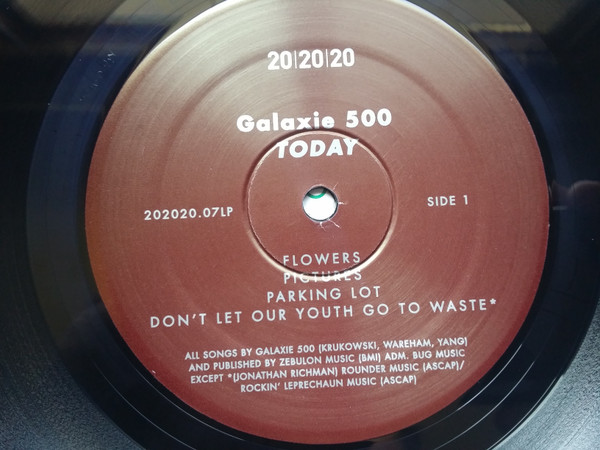 20|20|20
Galaxie 500
TODAY
202020.07LP
SIDE 1
FLOWERS
PICTURES
PARKING LOT
DON'T LET OUR YOUTH GO TO WASTE*
ALL SONGS BY GALAXIE 500 (KRUKOWSKI, WAREHAM, YANG)
AND PUBLISHED BY ZEBULON MUSIC (BMI) ADM. BUG MUSIC
EXCEPT *(JONATHAN RICHMAN) ROUNDER MUSIC (ASCAP)/
ROCKIN' LEPRECHAUN MUSIC (ASCAP)